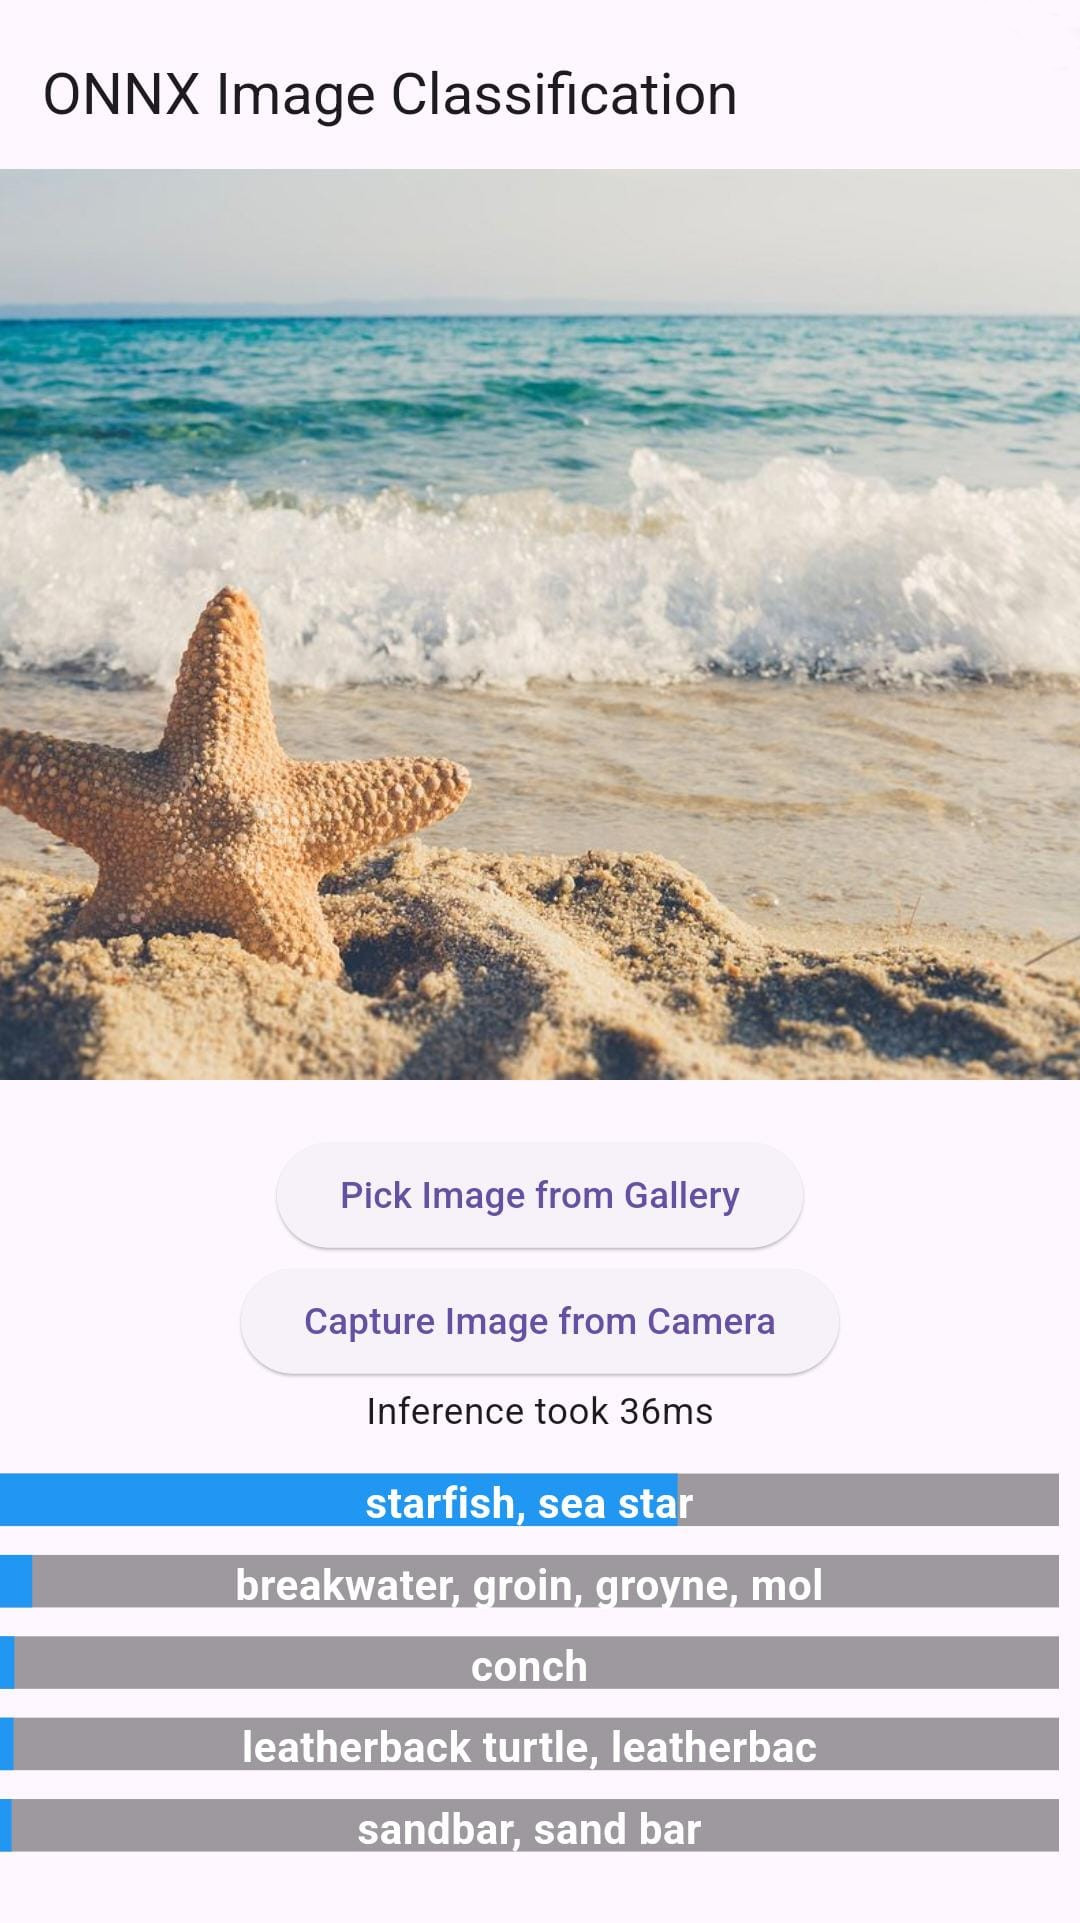 ONNX Image Classification
Pick Image from Gallery
Capture Image from Camera
Inference took 36ms
starfish, sea star
breakwater, groin, groyne, mol
conch
leatherback turtle, leatherbac
sandbar, sand bar